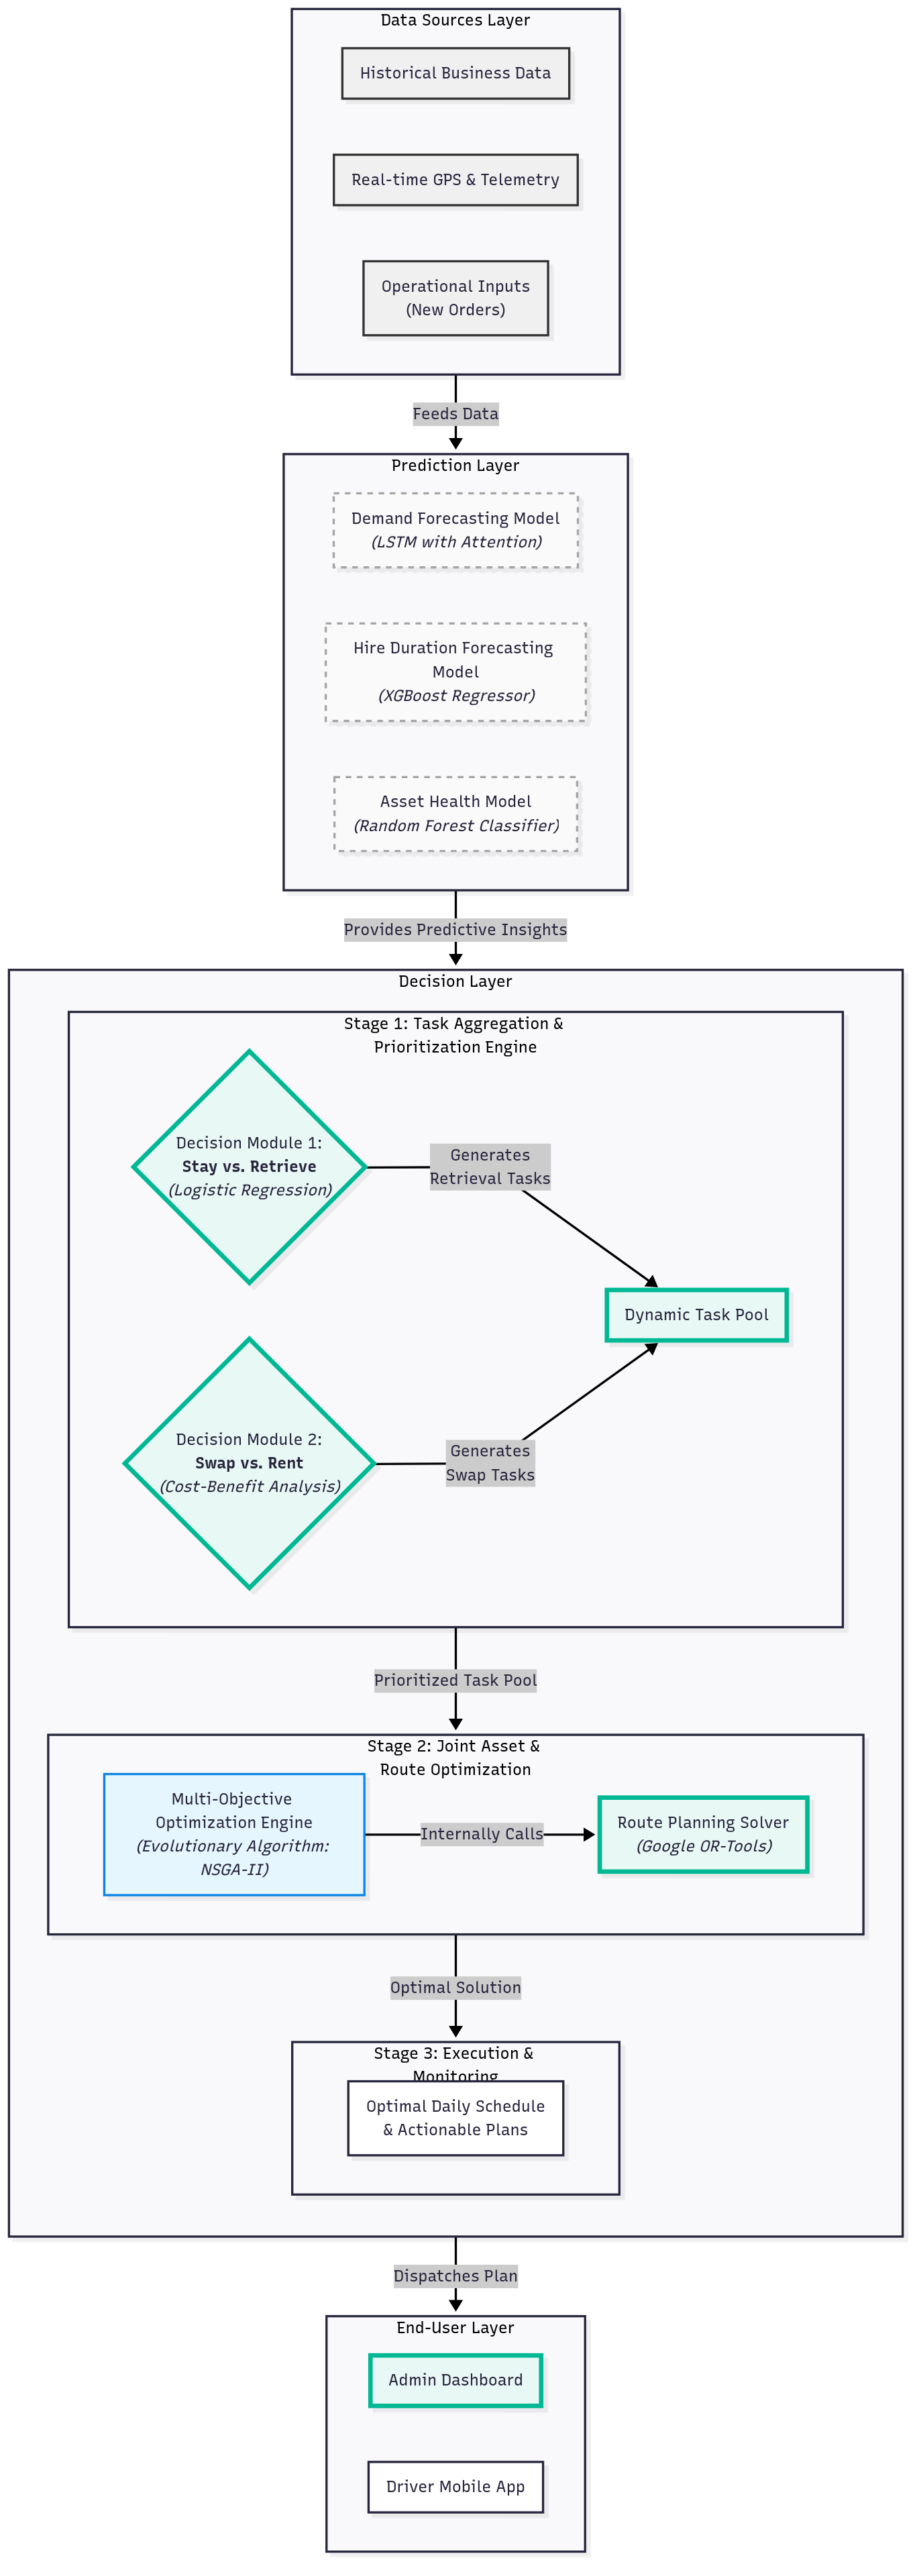 Data Sources Layer
Historical Business Data
Real-time GPS & Telemetry
Operational Inputs
(New Orders)
Feeds Data
Prediction Layer
Demand Forecasting Model
(LSTM with Attention)
Hire Duration Forecasting
Model
(XGBoost Regressor)
Asset Health Model
(Random Forest Classifier)
Provides Predictive Insights
Decision Layer
Stage 1: Task Aggregation &
Prioritization Engine
Decision Module 1:
Stay vs. Retrieve
(Logistic Regression)
Generates
Retrieval Tasks
Dynamic Task Pool
Decision Module 2:
Swap vs. Rent
(Cost-Benefit Analysis)
Generates
Swap Tasks
Prioritized Task Pool
Stage 2: Joint Asset &
Route Optimization
Multi-Objective
Optimization Engine
(Evolutionary Algorithm:
NSGA-II)
Internally Calls
Route Planning Solver
(Google OR-Tools)
Optimal Solution
Stage 3: Execution &
Monitoring
Optimal Daily Schedule
& Actionable Plans
Dispatches Plan
End-User Layer
Admin Dashboard
Driver Mobile App